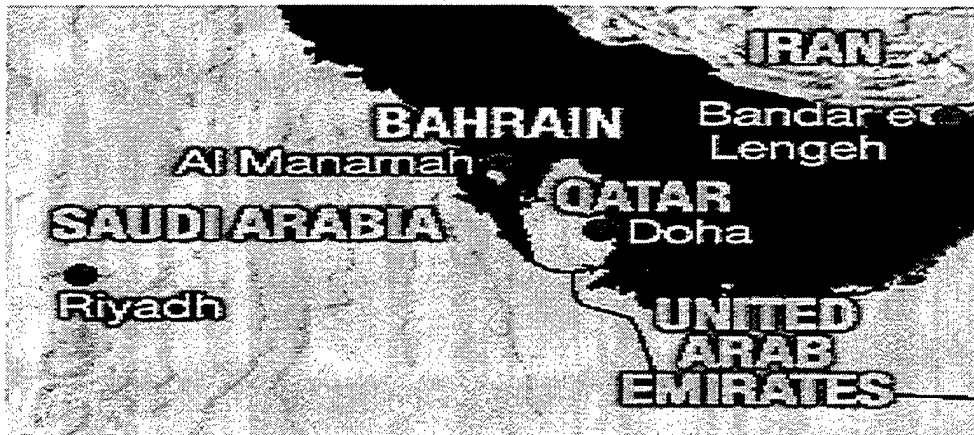 IRAN
BAHRAIN
Bandar e
Lengeh
Al Manamah
QATAR
SAUDI ARABIA
Doha
Riyadh
UNITED
ARAB
EMIRATES